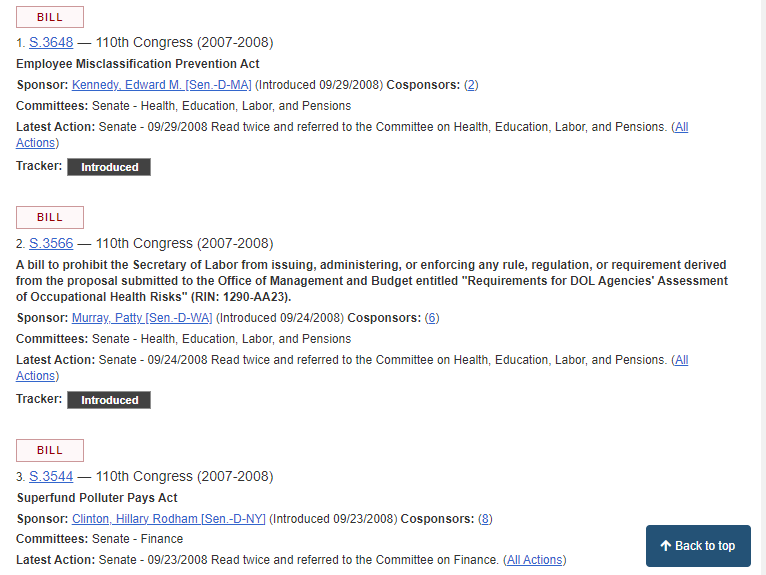 BILL
1. S.3648 — 110th Congress (2007-2008)
Employee Misclassification Prevention Act
Sponsor: Kennedy, Edward M. [Sen.-D-MA] (Introduced 09/29/2008) Cosponsors: (2)
Committees: Senate - Health, Education, Labor, and Pensions
Latest Action: Senate - 09/29/2008 Read twice and referred to the Committee on Health, Education, Labor, and Pensions. (All
Actions)
Tracker: Introduced
BILL
2. S.3566 — 110th Congress (2007-2008)
A bill to prohibit the Secretary of Labor from issuing, administering, or enforcing any rule, regulation, or requirement derived
from the proposal submitted to the Office of Management and Budget entitled "Requirements for DOL Agencies' Assessment
of Occupational Health Risks" (RIN: 1290-AA23).
Sponsor: Murray, Patty [Sen.-D-WA] (Introduced 09/24/2008) Cosponsors: (6)
Committees: Senate - Health, Education, Labor, and Pensions
Latest Action: Senate - 09/24/2008 Read twice and referred to the Committee on Health, Education, Labor, and Pensions. (All
Actions)
Tracker: Introduced
BILL
3. S.3544 — 110th Congress (2007-2008)
Superfund Polluter Pays Act
Sponsor: Clinton, Hillary Rodham [Sen.-D-NY] (Introduced 09/23/2008) Cosponsors: (8)
Committees: Senate - Finance
Latest Action: Senate - 09/23/2008 Read twice and referred to the Committee on Finance. (All Actions)
Back to top